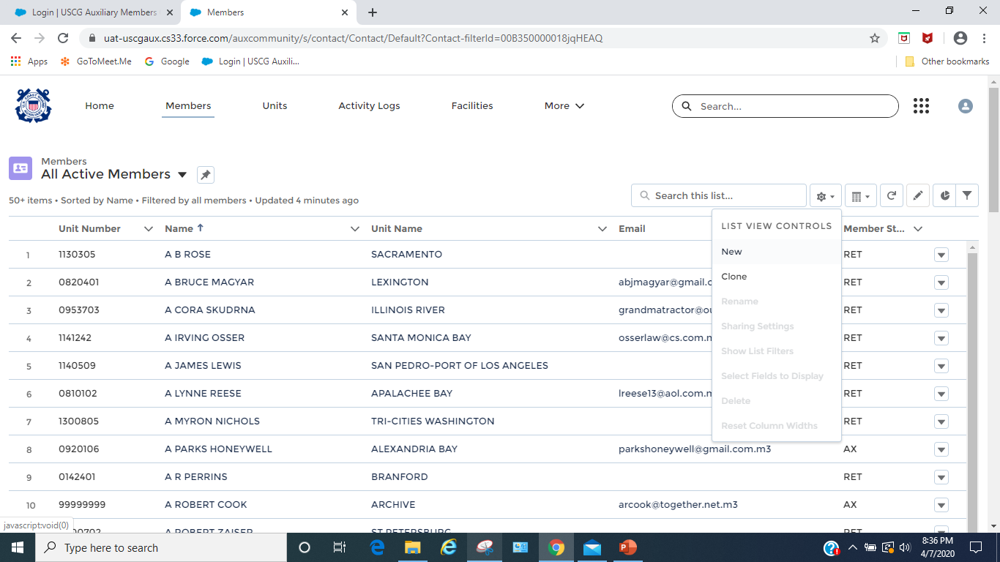 Login | USCG Auxiliary Members
Members
uat-uscgaux.cs33.force.com/auxcommunity/s/contact/Contact/Default?Contact-filterId=00B350000018jqHEAQ
Apps GoToMeet.Me Google Login | USCG Auxili... Other bookmarks
Home Members Units Activity Logs Facilities More Search...
Members
All Active Members
50+ items • Sorted by Name • Filtered by all members • Updated 4 minutes ago
Search this list...
Unit Number Name Unit Name Email Member St...
LIST VIEW CONTROLS
New
Clone
Rename
Sharing Settings
Show List Filters
Select Fields to Display
Delete
Reset Column Widths
1 1130305 A B ROSE SACRAMENTO RET
2 0820401 A BRUCE MAGYAR LEXINGTON abjmagyar@gmail.c RET
3 0953703 A CORA SKUDRNA ILLINOIS RIVER grandmatractor@ou RET
4 1141242 A IRVING OSSER SANTA MONICA BAY osserlaw@cs.com.m RET
5 1140509 A JAMES LEWIS SAN PEDRO-PORT OF LOS ANGELES RET
6 0810102 A LYNNE REESE APALACHEE BAY lreese13@aol.com.m RET
7 1300805 A MYRON NICHOLS TRI-CITIES WASHINGTON RET
8 0920106 A PARKS HONEYWELL ALEXANDRIA BAY parkshoneywell@gmail.com.m3 AX
9 0142401 A R PERRINS BRANFORD RET
10 99999999 A ROBERT COOK ARCHIVE arcook@together.net.m3 AX
A ROBERT ZAISER ST PETERSBURG RET
javascript:void(0)
Type here to search
8:36 PM
4/7/2020